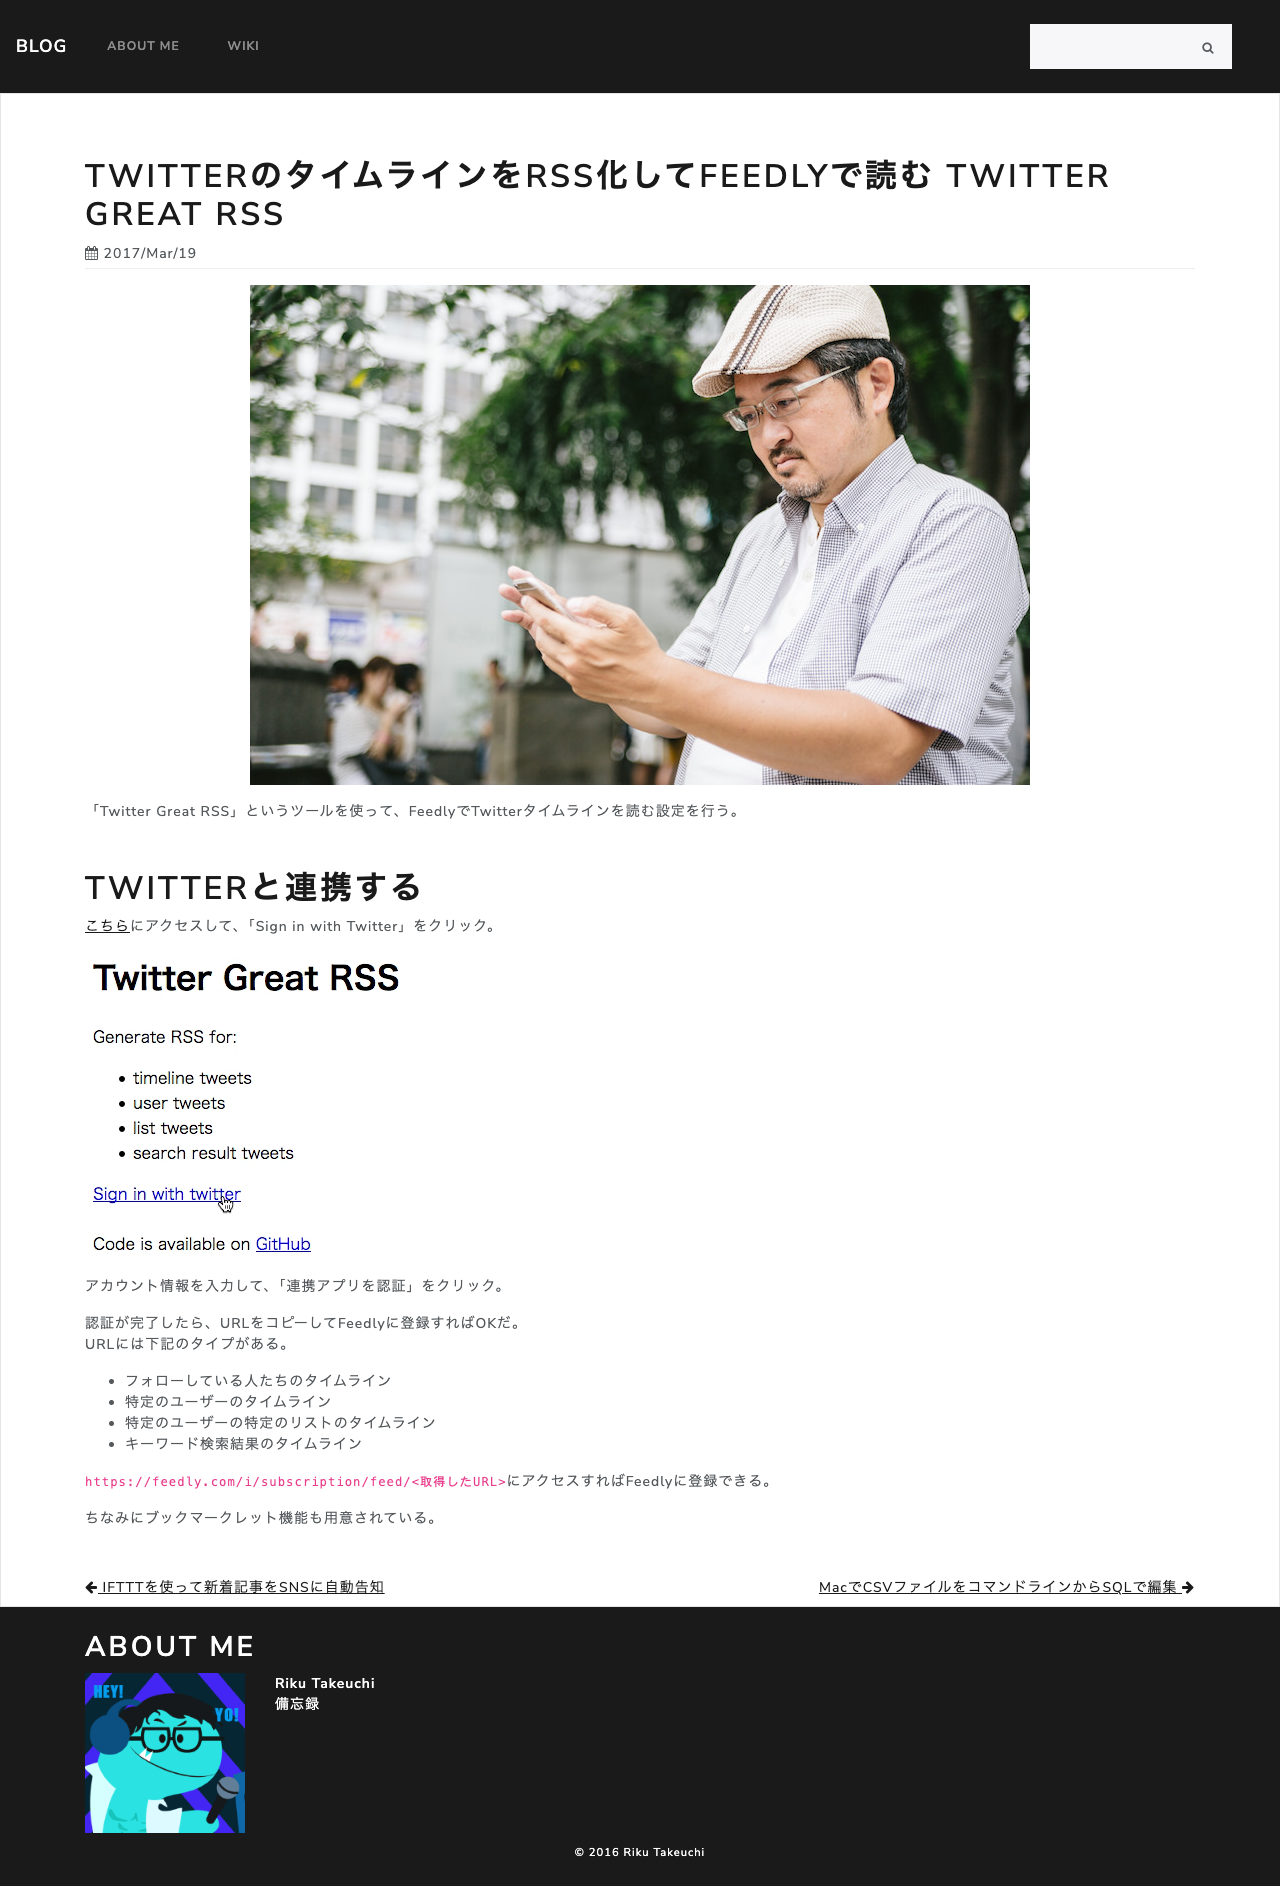 BLOG ABOUT ME WIKI
TWITTERのタイムラインをRSS化してFEEDLYで読む TWITTER
GREAT RSS
2017/Mar/19
「Twitter Great RSS」というツールを使って、FeedlyでTwitterタイムラインを読む設定を行う。
TWITTERと連携する
こちらにアクセスして、「Sign in with Twitter」をクリック。
Twitter Great RSS
Generate RSS for:
• timeline tweets
• user tweets
• list tweets
• search result tweets
Sign in with twitter
Code is available on GitHub
アカウント情報を入力して、「連携アプリを認証」をクリック。
認証が完了したら、URLをコピーしてFeedlyに登録すればOKだ。
URLには下記のタイプがある。
• フォローしている人たちのタイムライン
• 特定のユーザーのタイムライン
• 特定のユーザーの特定のリストのタイムライン
• キーワード検索結果のタイムライン
https://feedly.com/i/subscription/feed/<取得したURL>にアクセスすればFeedlyに登録できる。
ちなみにブックマークレット機能も用意されている。
IFTTTを使って新着記事をSNSに自動告知
MacでCSVファイルをコマンドラインからSQLで編集
ABOUT ME
HEY!
YO!
Riku Takeuchi
備忘録
© 2016 Riku Takeuchi